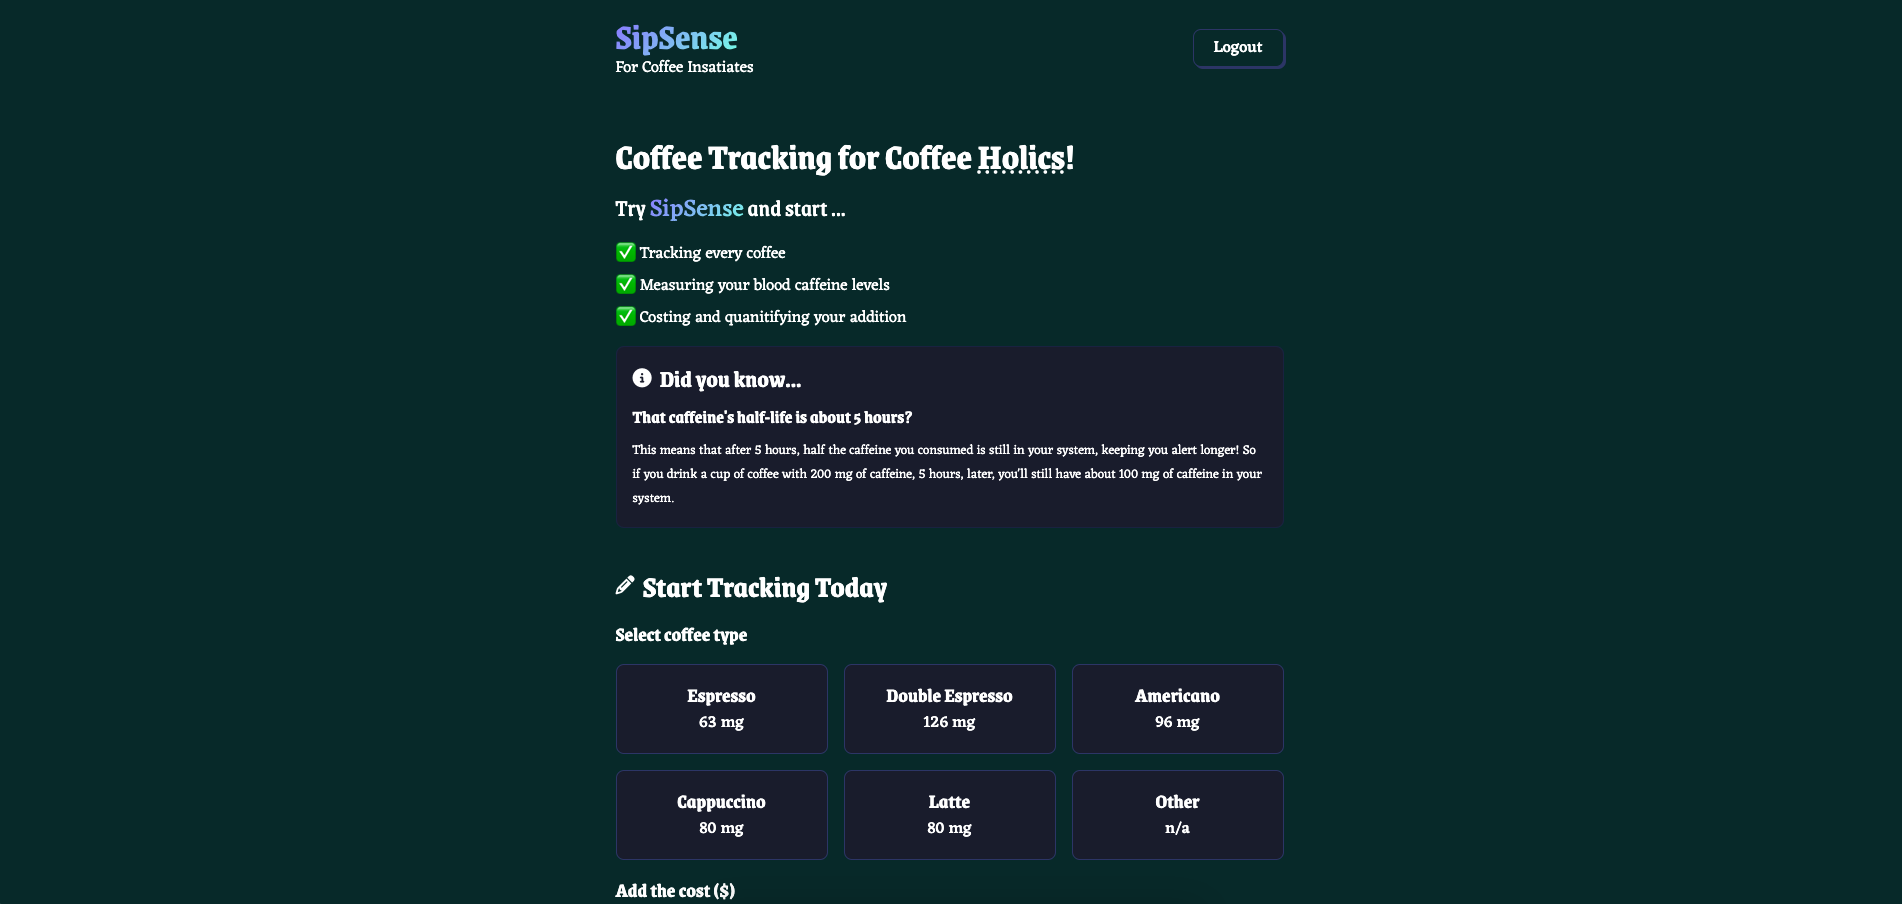 SipSense
For Coffee Insatiates
Logout
Coffee Tracking for Coffee Holics!
Try SipSense and start ...
✅ Tracking every coffee
✅ Measuring your blood caffeine levels
✅ Costing and quanitifying your addition
Did you know...
That caffeine's half-life is about 5 hours?
This means that after 5 hours, half the caffeine you consumed is still in your system, keeping you alert longer! So
if you drink a cup of coffee with 200 mg of caffeine, 5 hours, later, you'll still have about 100 mg of caffeine in your
system.
Start Tracking Today
Select coffee type
Espresso
63 mg
Double Espresso
126 mg
Americano
96 mg
Cappuccino
80 mg
Latte
80 mg
Other
n/a
Add the cost ($)